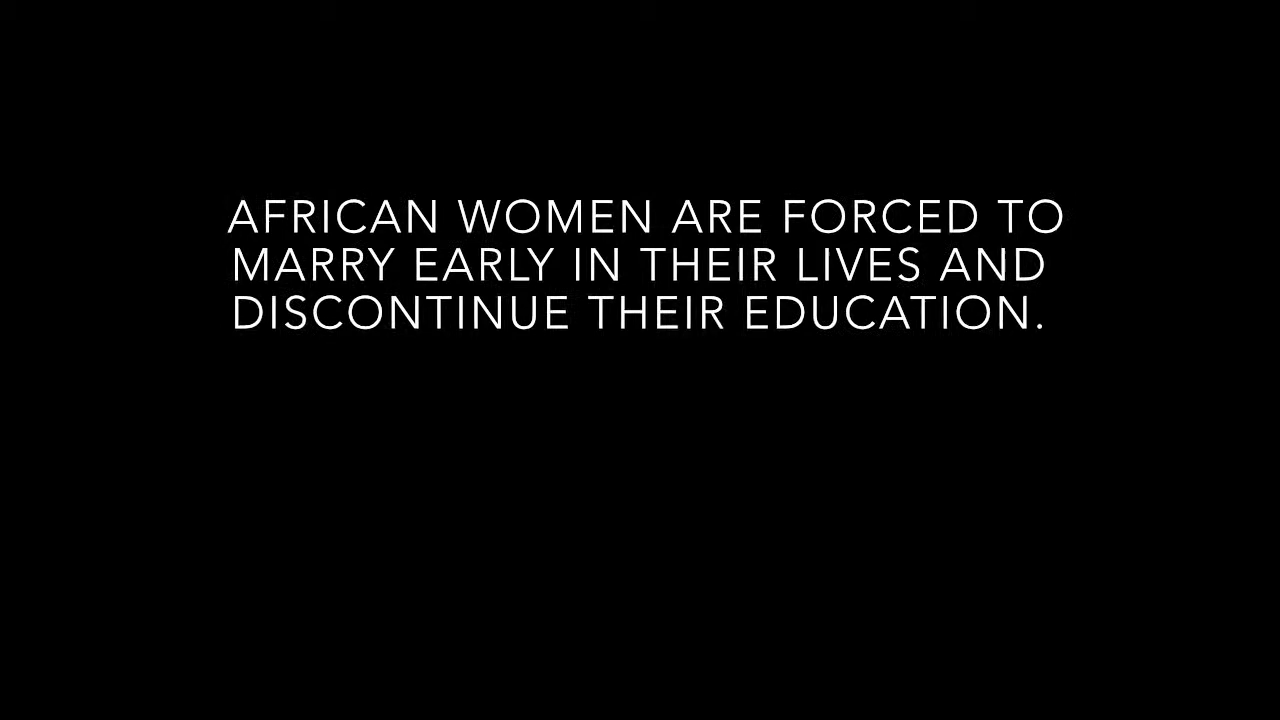 AFRICAN WOMEN ARE FORCED TO
MARRY EARLY IN THEIR LIVES AND
DISCONTINUE THEIR EDUCATION.